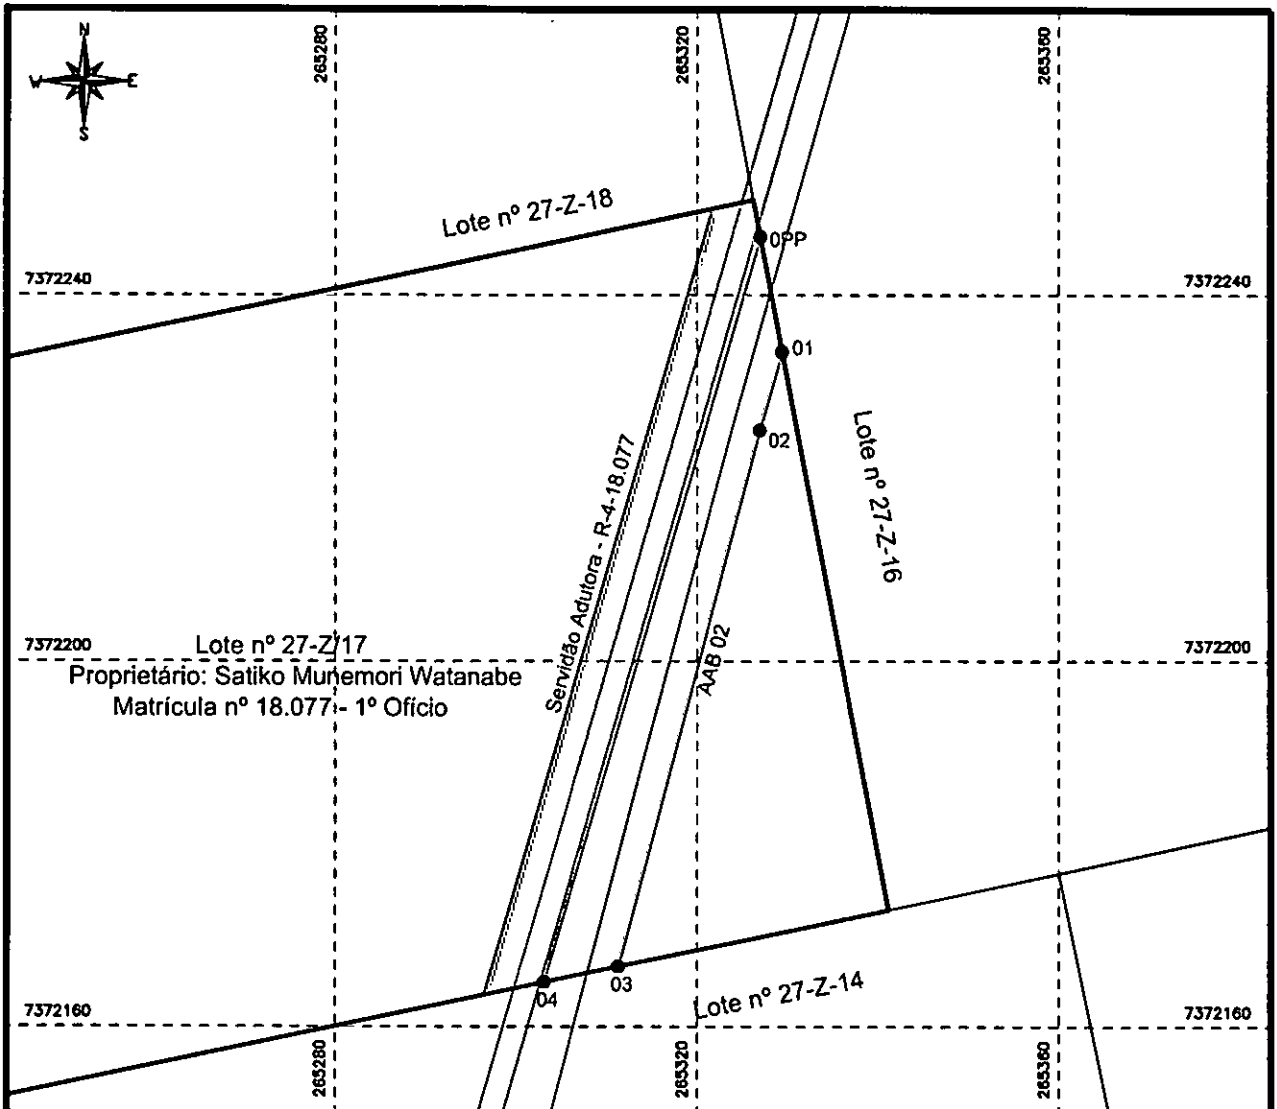 265280
265320
265360
N
W E
S
Lote nº 27-Z-18
0PP
7372240
7372240
01
02
Lote nº 27-Z-16
Servidão Adutora - R-4-18.077
AAB 02
7372200
7372200
Lote nº 27-Z/17
Proprietário: Satiko Munemori Watanabe
Matrícula nº 18.077 - 1º Ofício
03
04
Lote nº 27-Z-14
7372160
7372160
265280
265320
265360